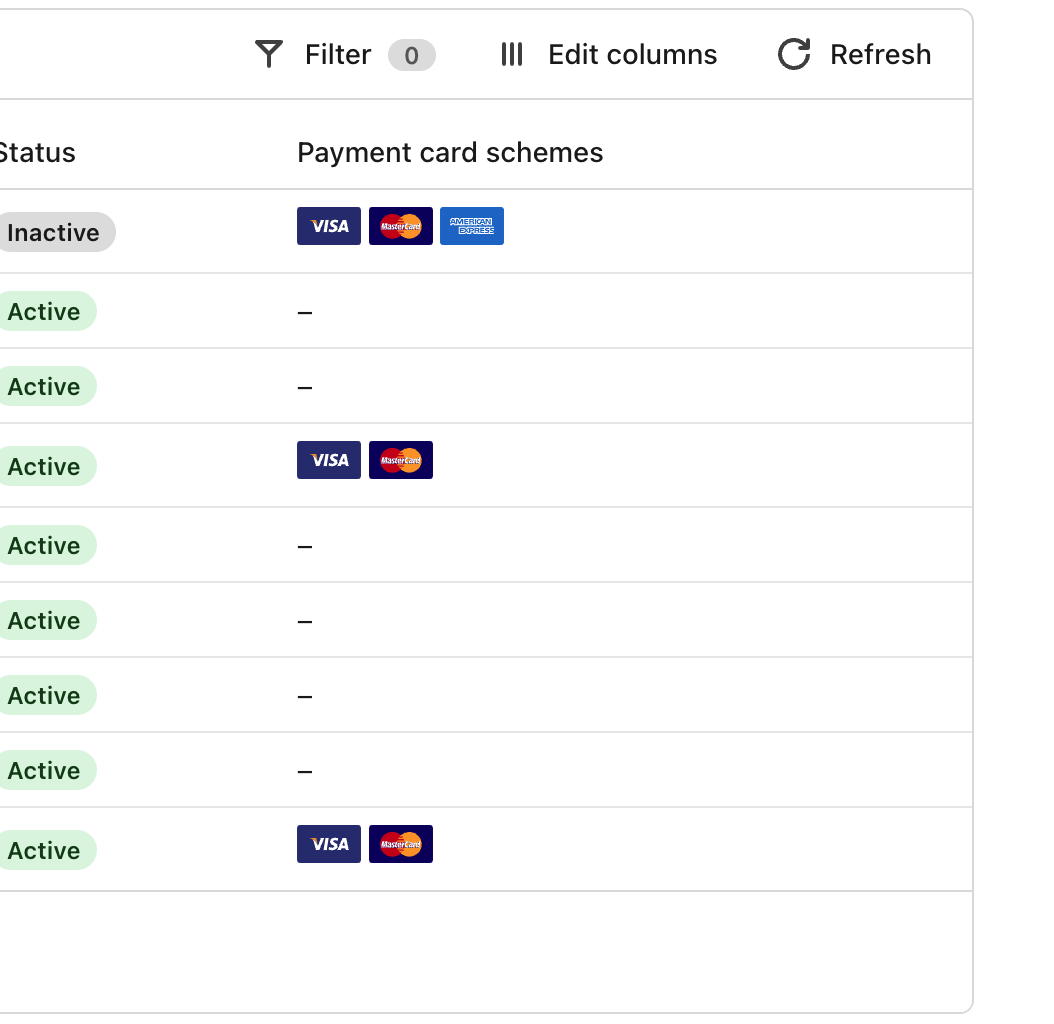 Filter 0 Edit columns Refresh
Status Payment card schemes
Inactive VISA MasterCard AMERICAN EXPRESS
Active –
Active –
Active VISA MasterCard
Active –
Active –
Active –
Active –
Active VISA MasterCard